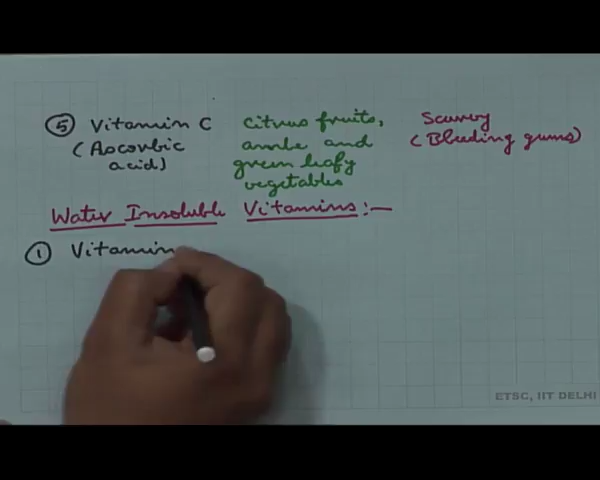 ⑤ Vitamin C citrus fruits, Scurvy
(Ascorbic amla and (Bleeding gums)
acid) green leafy
vegetables
Water Insoluble Vitamins :—
① Vitamin
ETSC, IIT DELHI